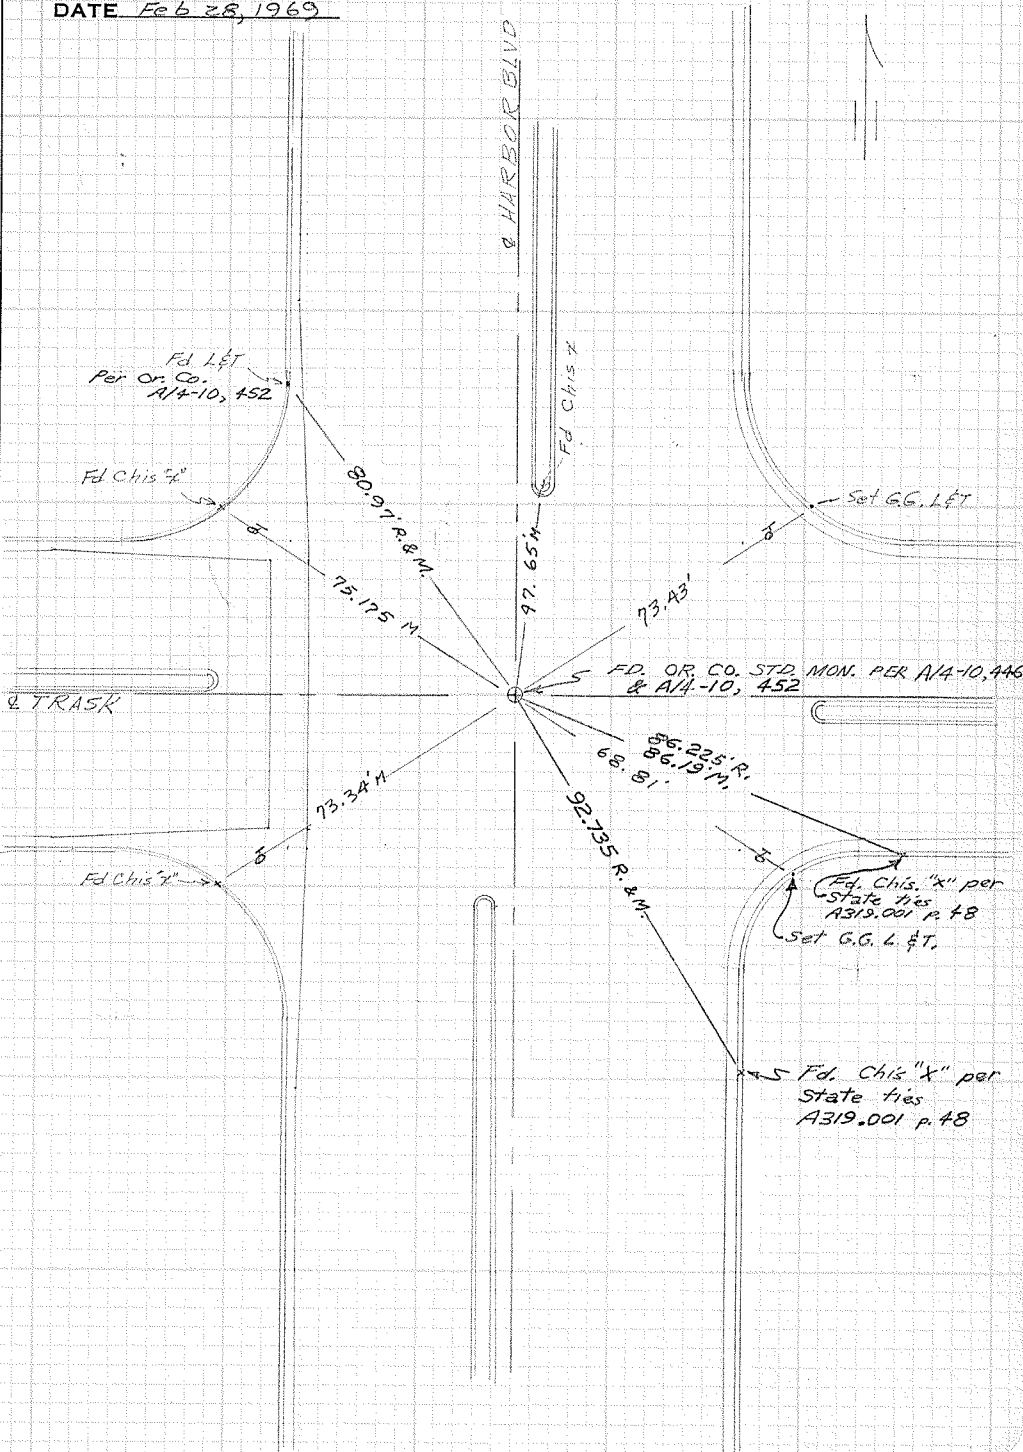 DATE Feb 28, 1969
℄ HARBOR BLVD
Fd L&T
Per Or. Co.
A/4-10, 452
Fd Chis x
Fd Chis "x"
Set G.G. L&T
80.97' R.&M.
75.175 M
97.65' M
73.43'
FD. OR. CO. STD. MON. PER A/4-10,446
& A/4-10, 452
℄ TRASK
86.225' R.
86.19' M.
68.81'
73.34' M
92.735 R.&M.
Fd Chis "x"
Fd. Chis. "X" per
State ties
A319.001 p. 48
Set G.G. L &T.
Fd. Chis "X" per
State ties
A319.001 p. 48